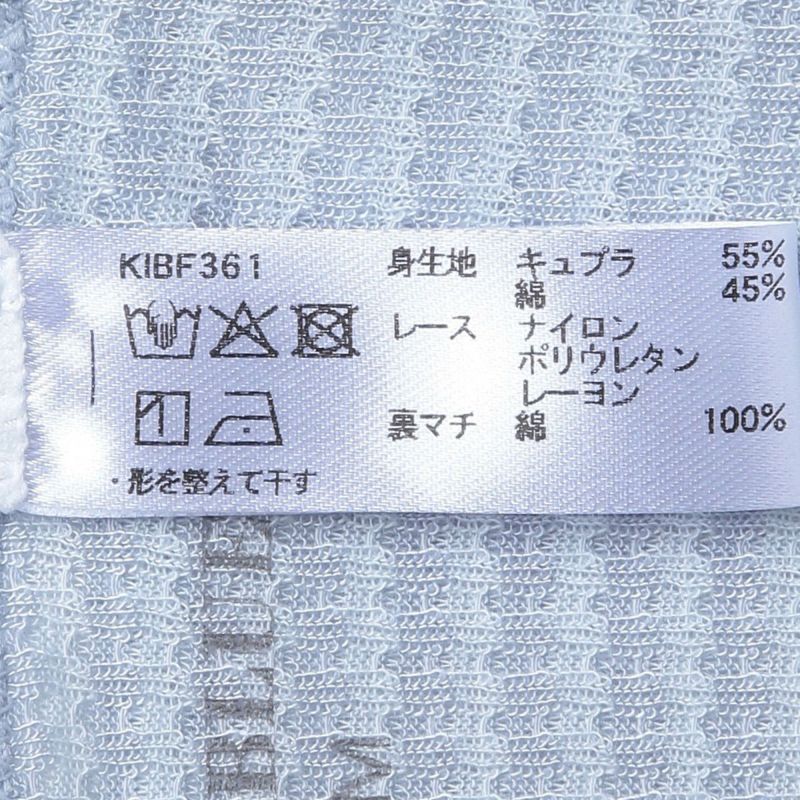 KIBF361
・形を整えて干す
身生地 キュプラ 55%
綿 45%
レース ナイロン
ポリウレタン
レーヨン
裏マチ 綿 100%
BLUE
M